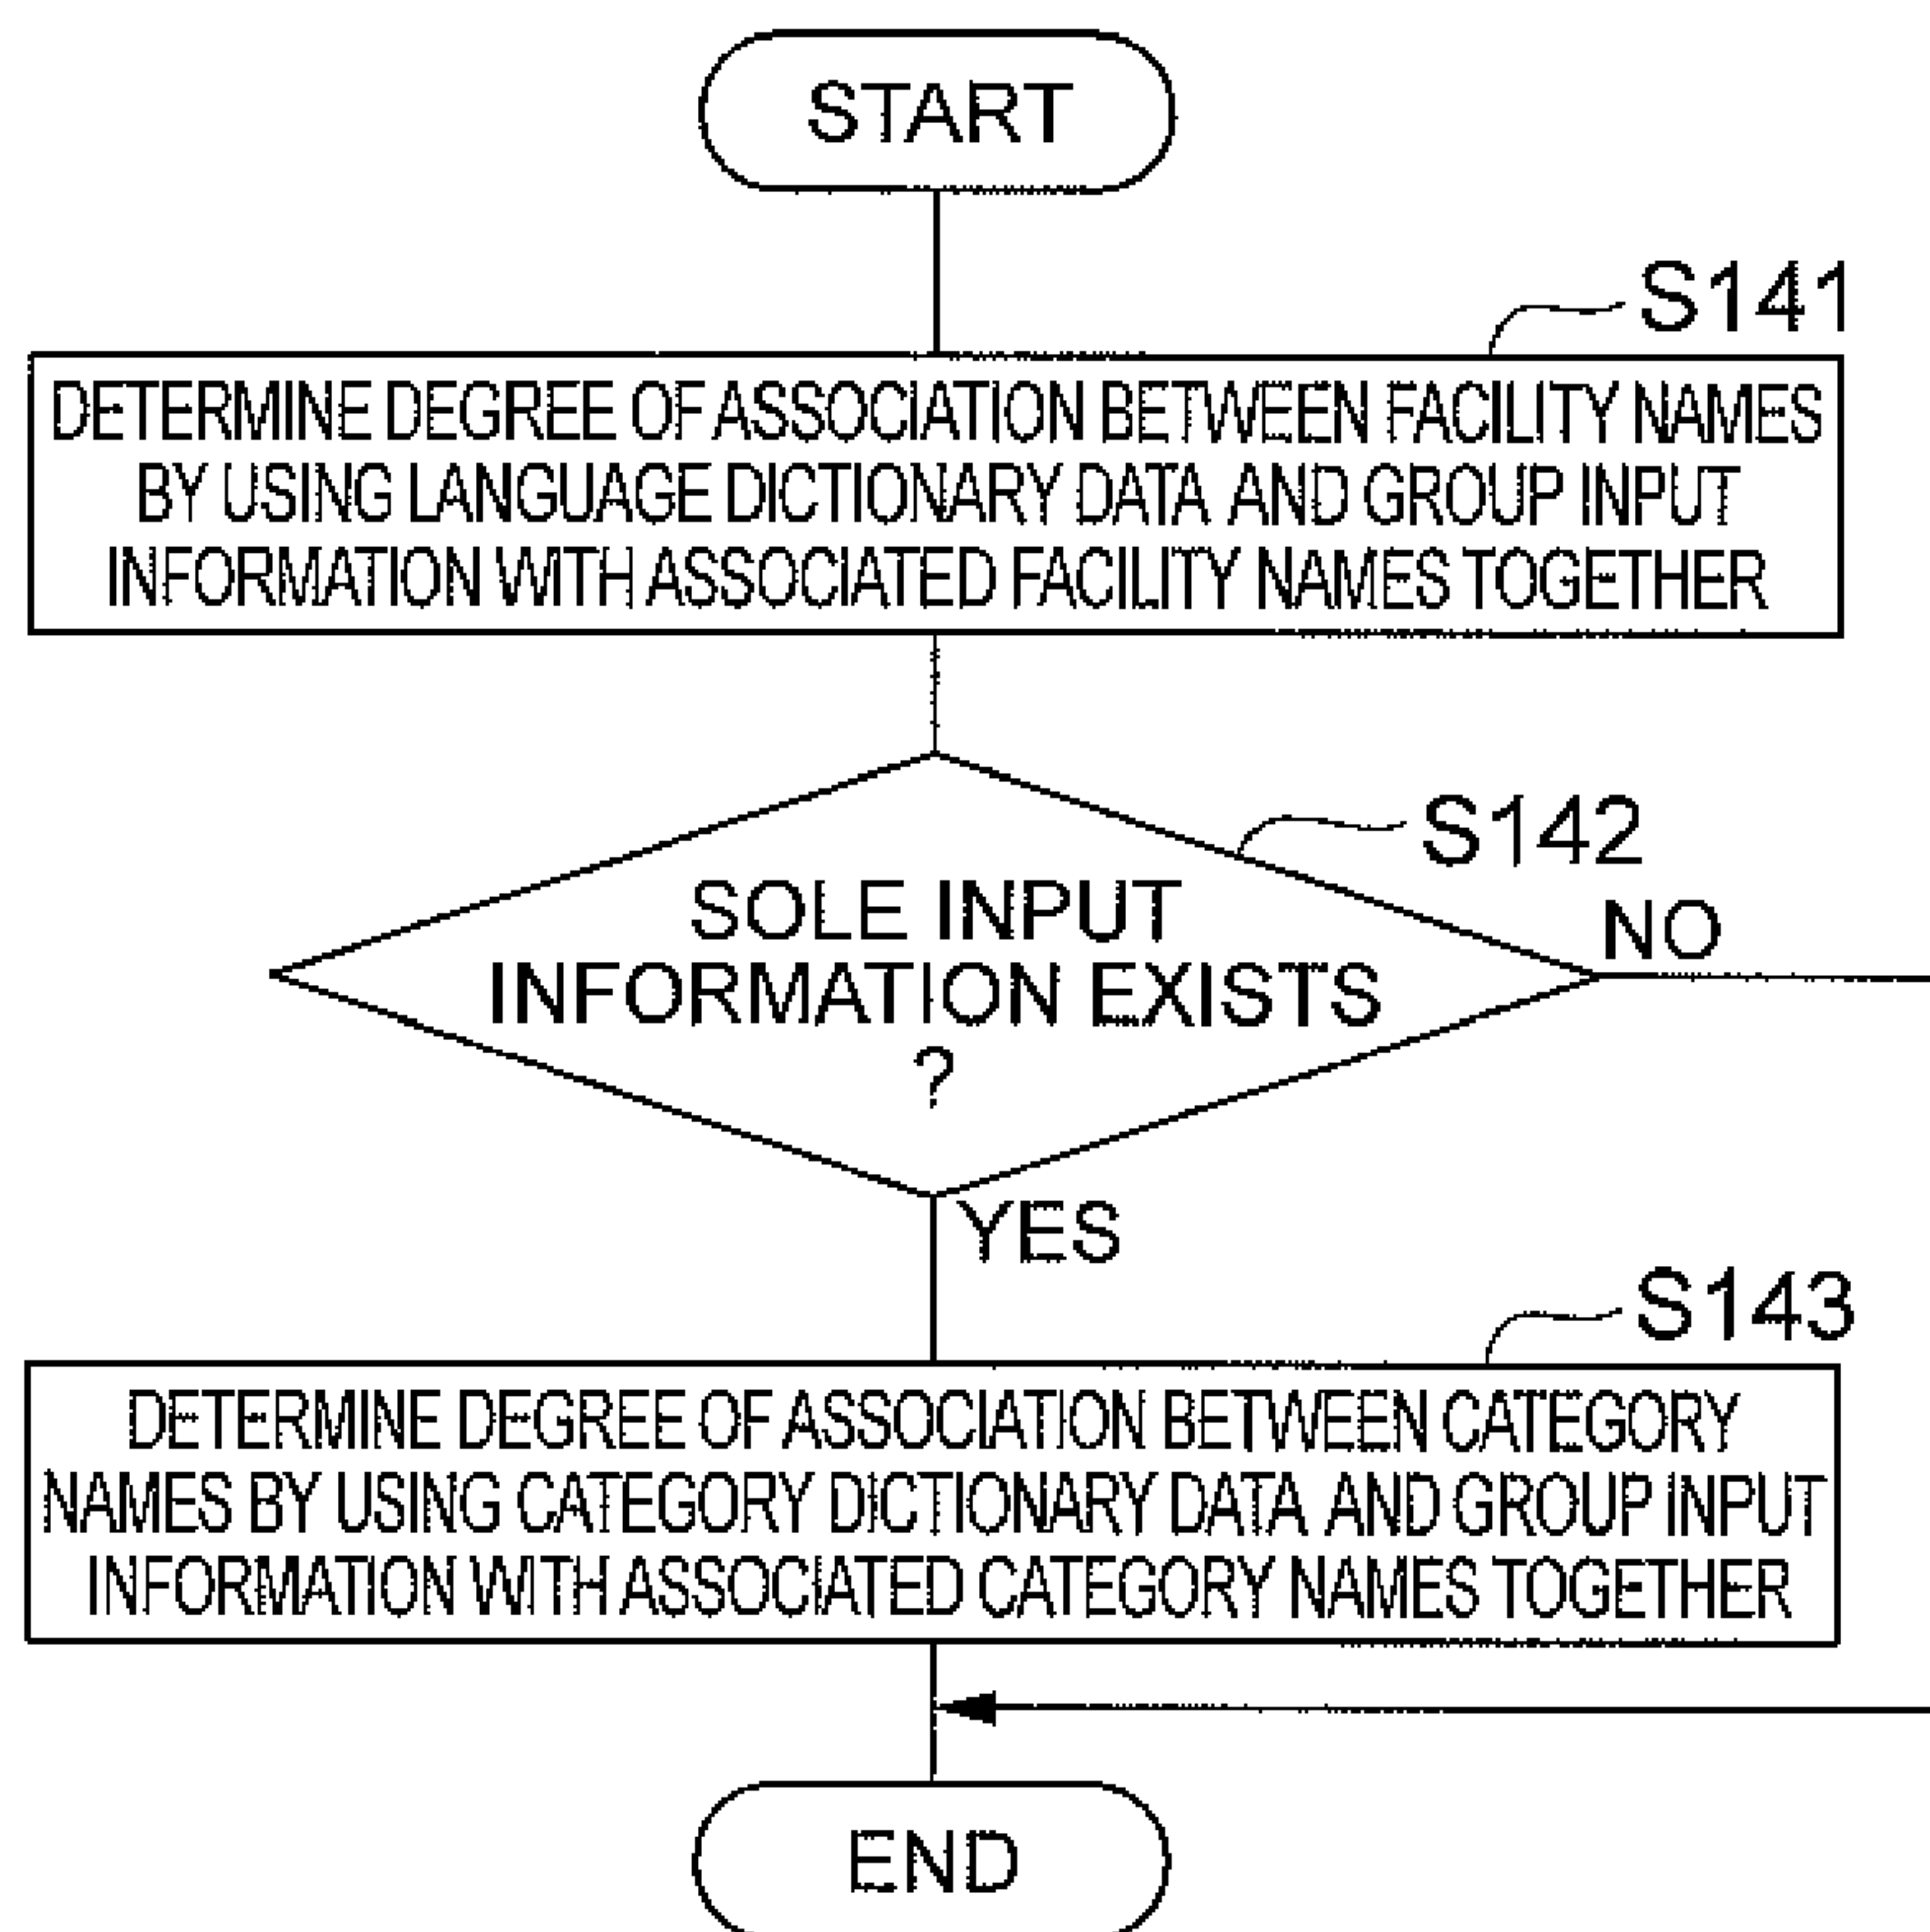 START
S141
DETERMINE DEGREE OF ASSOCIATION BETWEEN FACILITY NAMES
BY USING LANGUAGE DICTIONARY DATA AND GROUP INPUT
INFORMATION WITH ASSOCIATED FACILITY NAMES TOGETHER
S142
SOLE INPUT
INFORMATION EXISTS
?
NO
YES
S143
DETERMINE DEGREE OF ASSOCIATION BETWEEN CATEGORY
NAMES BY USING CATEGORY DICTIONARY DATA AND GROUP INPUT
INFORMATION WITH ASSOCIATED CATEGORY NAMES TOGETHER
END